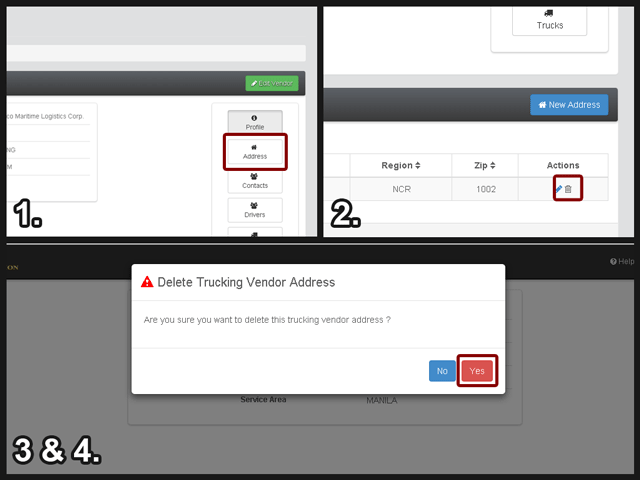 Edit Vendor
co Maritime Logistics Corp.
NG
M
Profile
Address
Contacts
Drivers
1.
Trucks
New Address
Region Zip Actions
NCR 1002
2.
ON
Help
Delete Trucking Vendor Address
Are you sure you want to delete this trucking vendor address ?
No Yes
Service Area MANILA
3 & 4.